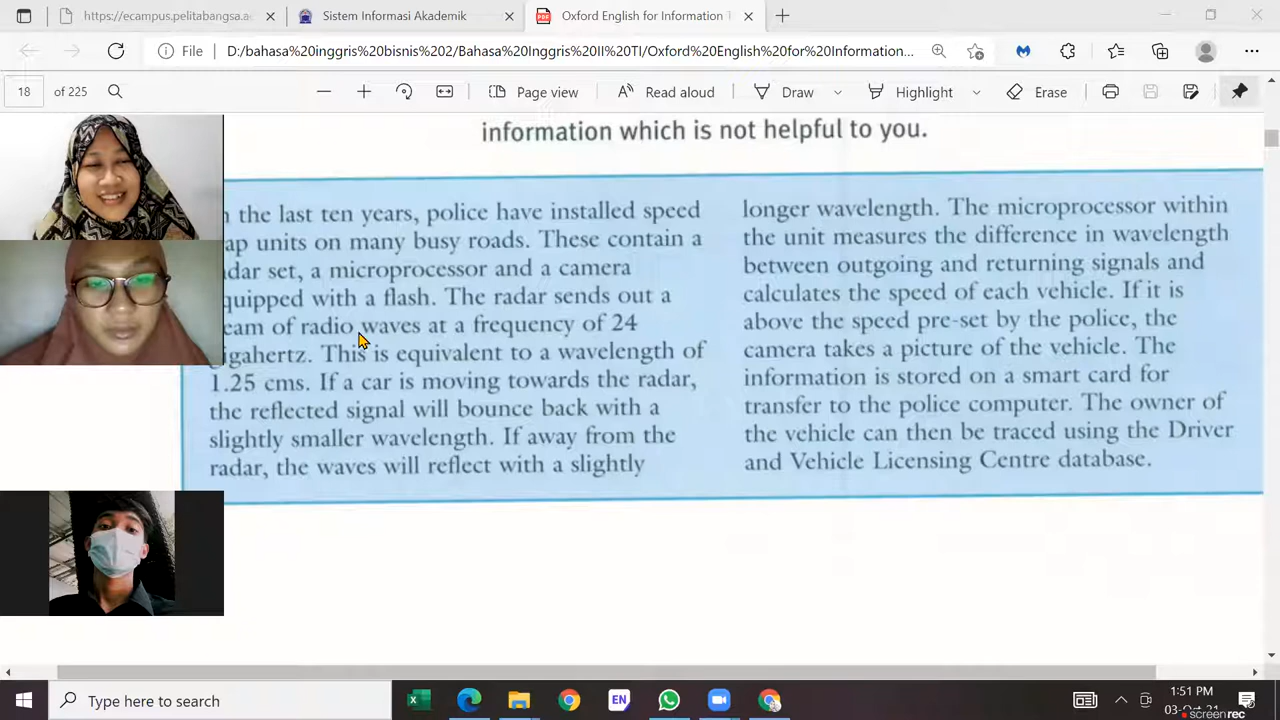 https://ecampus.pelitabangsa.a
Sistem Informasi Akademik
Oxford English for Information T
File
D:/bahasa%20inggris%20bisnis%202/Bahasa%20Inggris%20II%20TI/Oxford%20English%20for%20Information...
18 of 225
Page view
Read aloud
Draw
Highlight
Erase
information which is not helpful to you.
the last ten years, police have installed speed
units on many busy roads. These contain a
set, a microprocessor and a camera
with a flash. The radar sends out a
of radio waves at a frequency of 24
This is equivalent to a wavelength of
1.25 cms. If a car is moving towards the radar,
the reflected signal will bounce back with a
slightly smaller wavelength. If away from the
radar, the waves will reflect with a slightly
longer wavelength. The microprocessor within
the unit measures the difference in wavelength
between outgoing and returning signals and
calculates the speed of each vehicle. If it is
above the speed pre-set by the police, the
camera takes a picture of the vehicle. The
information is stored on a smart card for
transfer to the police computer. The owner of
the vehicle can then be traced using the Driver
and Vehicle Licensing Centre database.
Type here to search
EN
1:51 PM
screenrec